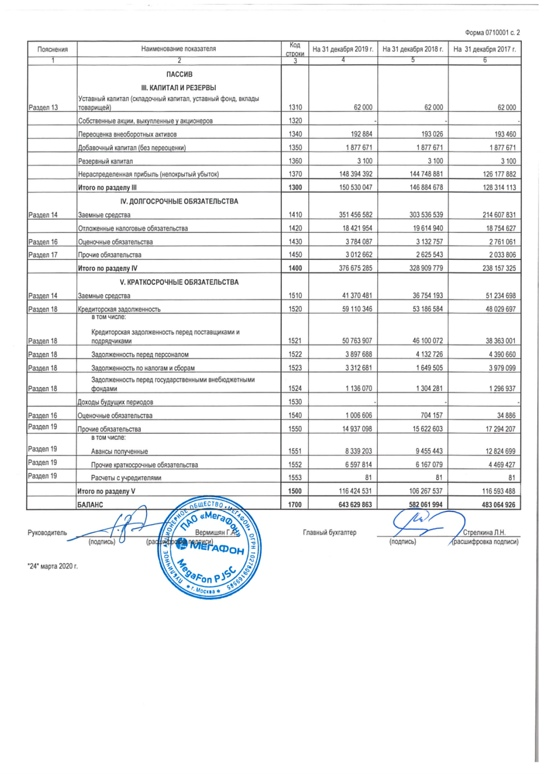 Форма 0710001 с. 2
Пояснения Наименование показателя Код строки На 31 декабря 2019 г. На 31 декабря 2018 г. На 31 декабря 2017 г.
1 2 3 4 5 6
ПАССИВ
III. КАПИТАЛ И РЕЗЕРВЫ
Уставный капитал (складочный капитал, уставный фонд, вклады
Раздел 13 товарищей) 1310 62 000 62 000 62 000
Собственные акции, выкупленные у акционеров 1320 - - -
Переоценка внеоборотных активов 1340 192 884 193 026 193 460
Добавочный капитал (без переоценки) 1350 1 877 671 1 877 671 1 877 671
Резервный капитал 1360 3 100 3 100 3 100
Нераспределенная прибыль (непокрытый убыток) 1370 148 394 392 144 748 881 126 177 882
Итого по разделу III 1300 150 530 047 146 884 678 128 314 113
IV. ДОЛГОСРОЧНЫЕ ОБЯЗАТЕЛЬСТВА
Раздел 14 Заемные средства 1410 351 456 582 303 536 539 214 607 831
Отложенные налоговые обязательства 1420 18 421 954 19 614 940 18 754 627
Раздел 16 Оценочные обязательства 1430 3 784 087 3 132 757 2 761 061
Раздел 17 Прочие обязательства 1450 3 012 662 2 625 543 2 033 806
Итого по разделу IV 1400 376 675 285 328 909 779 238 157 325
V. КРАТКОСРОЧНЫЕ ОБЯЗАТЕЛЬСТВА
Раздел 14 Заемные средства 1510 41 370 481 36 754 193 51 234 698
Раздел 18 Кредиторская задолженность 1520 59 110 346 53 186 584 48 029 697
в том числе:
Кредиторская задолженность перед поставщиками и
Раздел 18 подрядчиками 1521 50 763 907 46 100 072 38 363 001
Раздел 18 Задолженность перед персоналом 1522 3 897 688 4 132 726 4 390 660
Раздел 18 Задолженность по налогам и сборам 1523 3 312 681 1 649 505 3 979 099
Задолженность перед государственными внебюджетными
Раздел 18 фондами 1524 1 136 070 1 304 281 1 296 937
Доходы будущих периодов 1530 - - -
Раздел 16 Оценочные обязательства 1540 1 006 606 704 157 34 886
Раздел 19 Прочие обязательства 1550 14 937 098 15 622 603 17 294 207
в том числе:
Раздел 19 Авансы полученные 1551 8 339 203 9 455 443 12 824 699
Раздел 19 Прочие краткосрочные обязательства 1552 6 597 814 6 167 079 4 469 427
Раздел 19 Расчеты с учредителями 1553 81 81 81
Итого по разделу V 1500 116 424 531 106 267 537 116 593 488
БАЛАНС 1700 643 629 863 582 061 994 483 064 926
Руководитель Вермишян Г.А. Главный бухгалтер Стрелкина Л.Н.
(подпись) (расшифровка подписи) (подпись) (расшифровка подписи)
ПАО «МегаФон»
МЕГАФОН
MegaFon PJSC
г. Москва
"24" марта 2020 г.